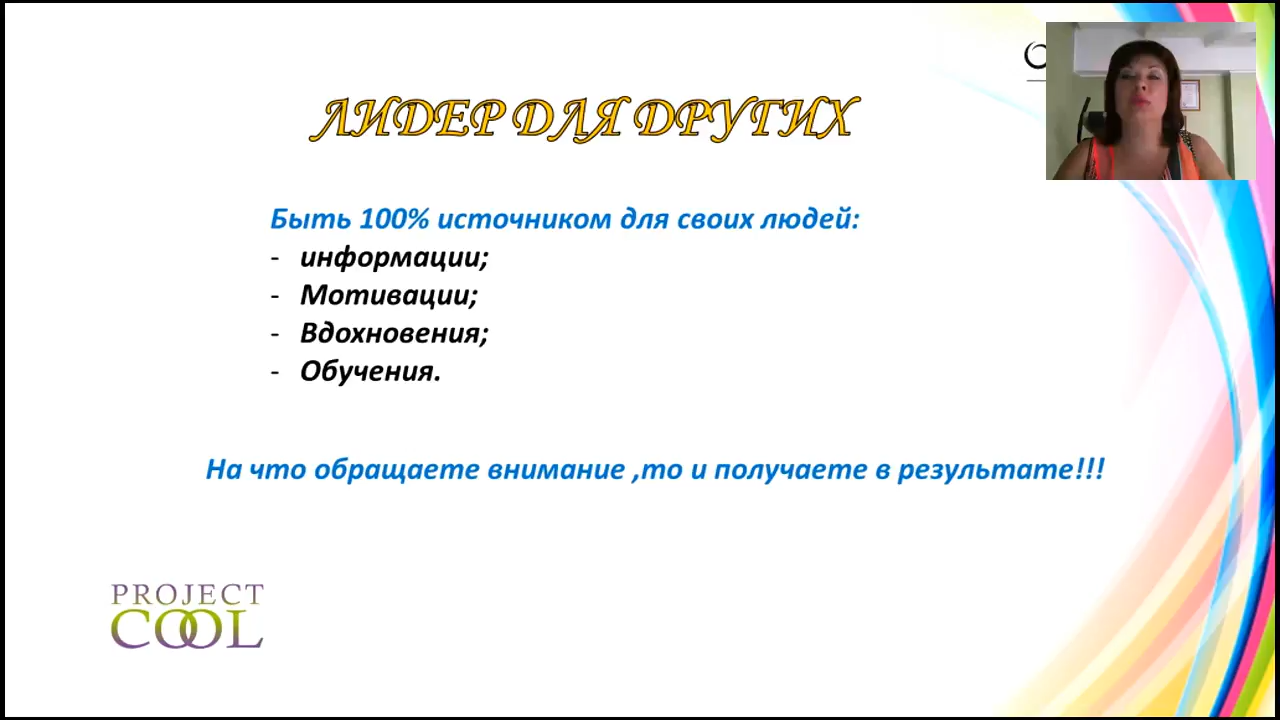 ЛИДЕР ДЛЯ ДРУГИХ
Быть 100% источником для своих людей:
- информации;
- Мотивации;
- Вдохновения;
- Обучения.
На что обращаете внимание ,то и получаете в результате!!!
PROJECT
COOL